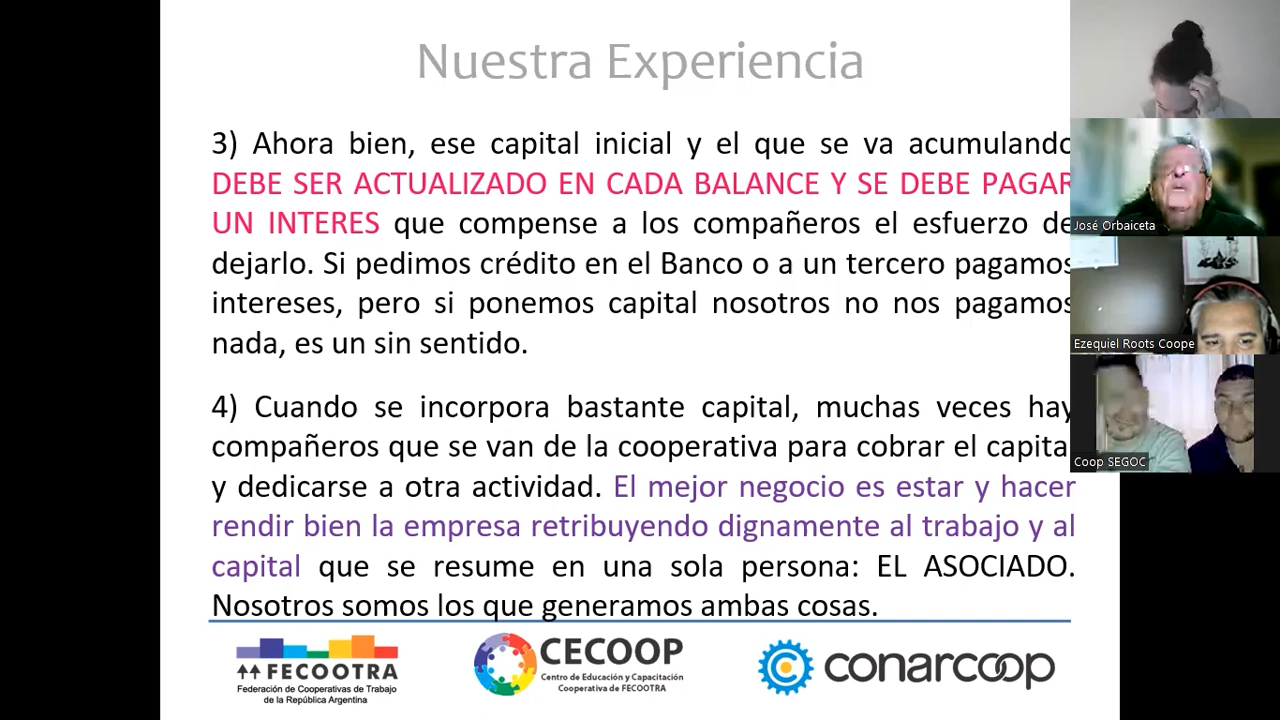 Nuestra Experiencia
3) Ahora bien, ese capital inicial y el que se va acumulando
DEBE SER ACTUALIZADO EN CADA BALANCE Y SE DEBE PAGAR
UN INTERES que compense a los compañeros el esfuerzo de
dejarlo. Si pedimos crédito en el Banco o a un tercero pagamos
intereses, pero si ponemos capital nosotros no nos pagamos
nada, es un sin sentido.
4) Cuando se incorpora bastante capital, muchas veces hay
compañeros que se van de la cooperativa para cobrar el capital
y dedicarse a otra actividad. El mejor negocio es estar y hacer
rendir bien la empresa retribuyendo dignamente al trabajo y al
capital que se resume en una sola persona: EL ASOCIADO.
Nosotros somos los que generamos ambas cosas.
FECOOTRA
Federación de Cooperativas de Trabajo
de la República Argentina
CECOOP
Centro de Educación y Capacitación
Cooperativa de FECOOTRA
conarcoop
José Orbaiceta
Ezequiel Roots Coope
Coop SEGOC